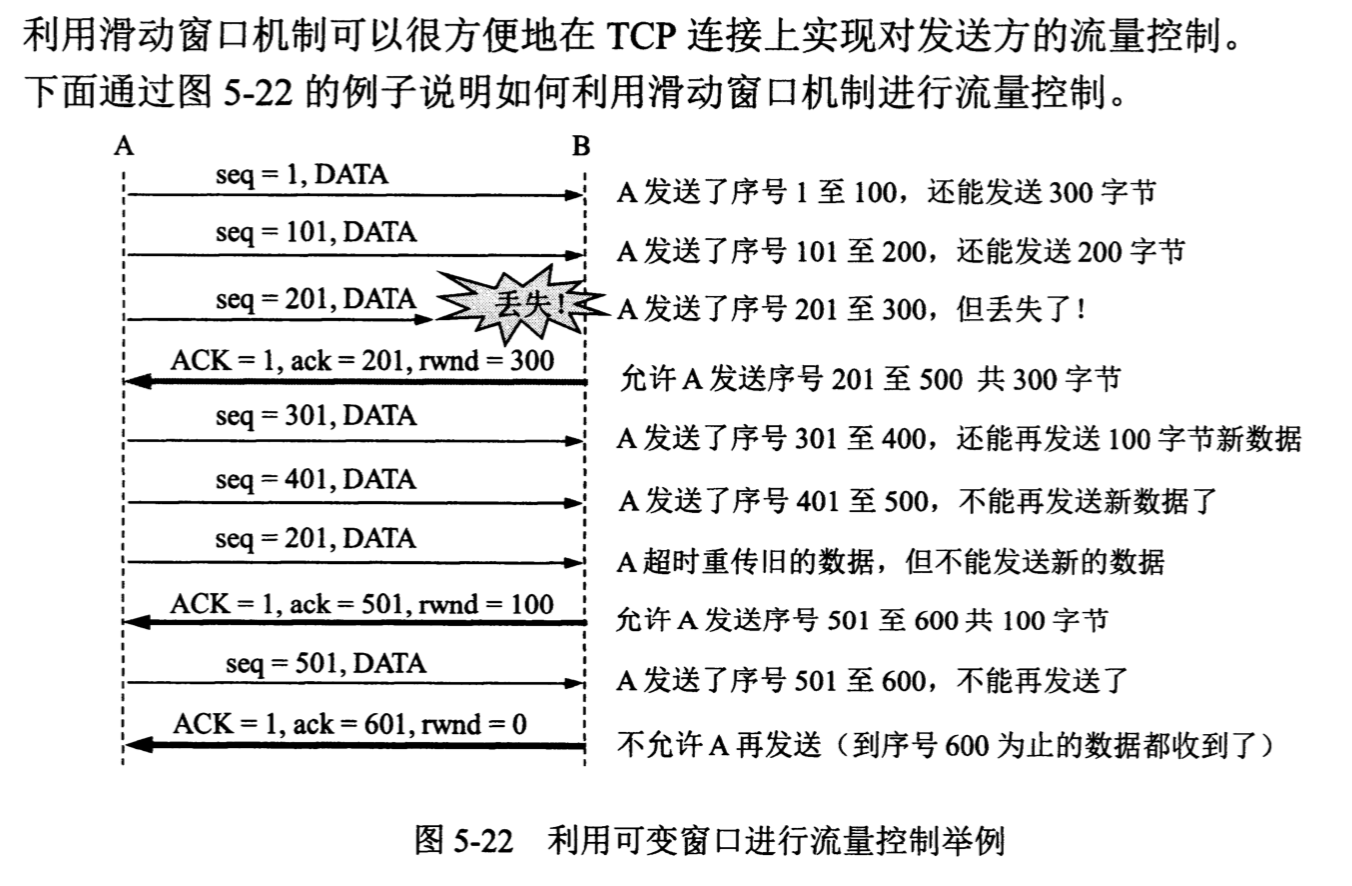 利用滑动窗口机制可以很方便地在 TCP 连接上实现对发送方的流量控制。
下面通过图 5-22 的例子说明如何利用滑动窗口机制进行流量控制。
A
B
seq = 1, DATA
A 发送了序号 1 至 100，还能发送 300 字节
seq = 101, DATA
A 发送了序号 101 至 200，还能发送 200 字节
seq = 201, DATA
丢失!
A 发送了序号 201 至 300，但丢失了!
ACK = 1, ack = 201, rwnd = 300
允许 A 发送序号 201 至 500 共 300 字节
seq = 301, DATA
A 发送了序号 301 至 400，还能再发送 100 字节新数据
seq = 401, DATA
A 发送了序号 401 至 500，不能再发送新数据了
seq = 201, DATA
A 超时重传旧的数据，但不能发送新的数据
ACK = 1, ack = 501, rwnd = 100
允许 A 发送序号 501 至 600 共 100 字节
seq = 501, DATA
A 发送了序号 501 至 600，不能再发送了
ACK = 1, ack = 601, rwnd = 0
不允许 A 再发送（到序号 600 为止的数据都收到了）
图 5-22 利用可变窗口进行流量控制举例